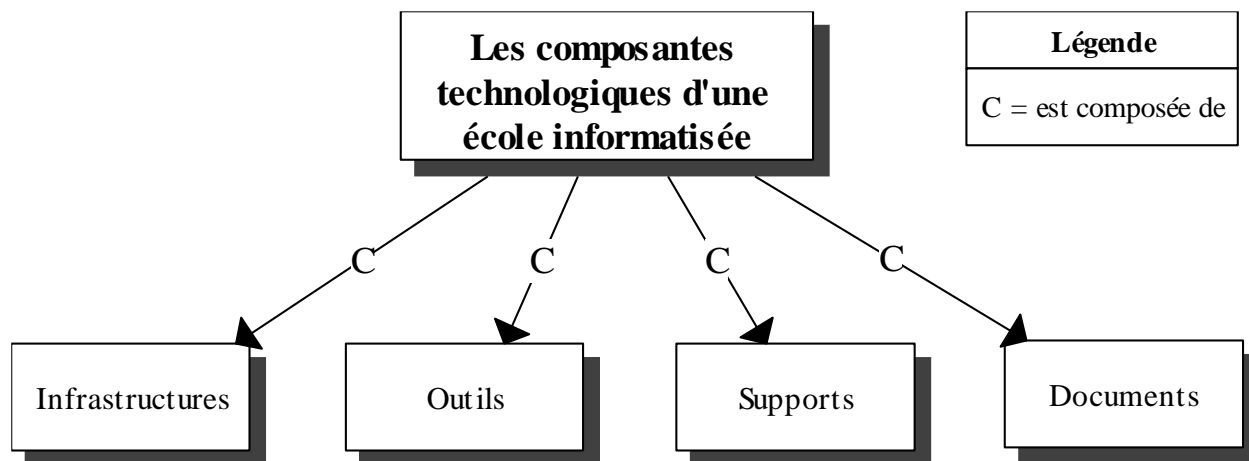 Les composantes
technologiques d'une
école informatisée
Légende
C = est composée de
C
C
C
C
Infrastructures
Outils
Supports
Documents